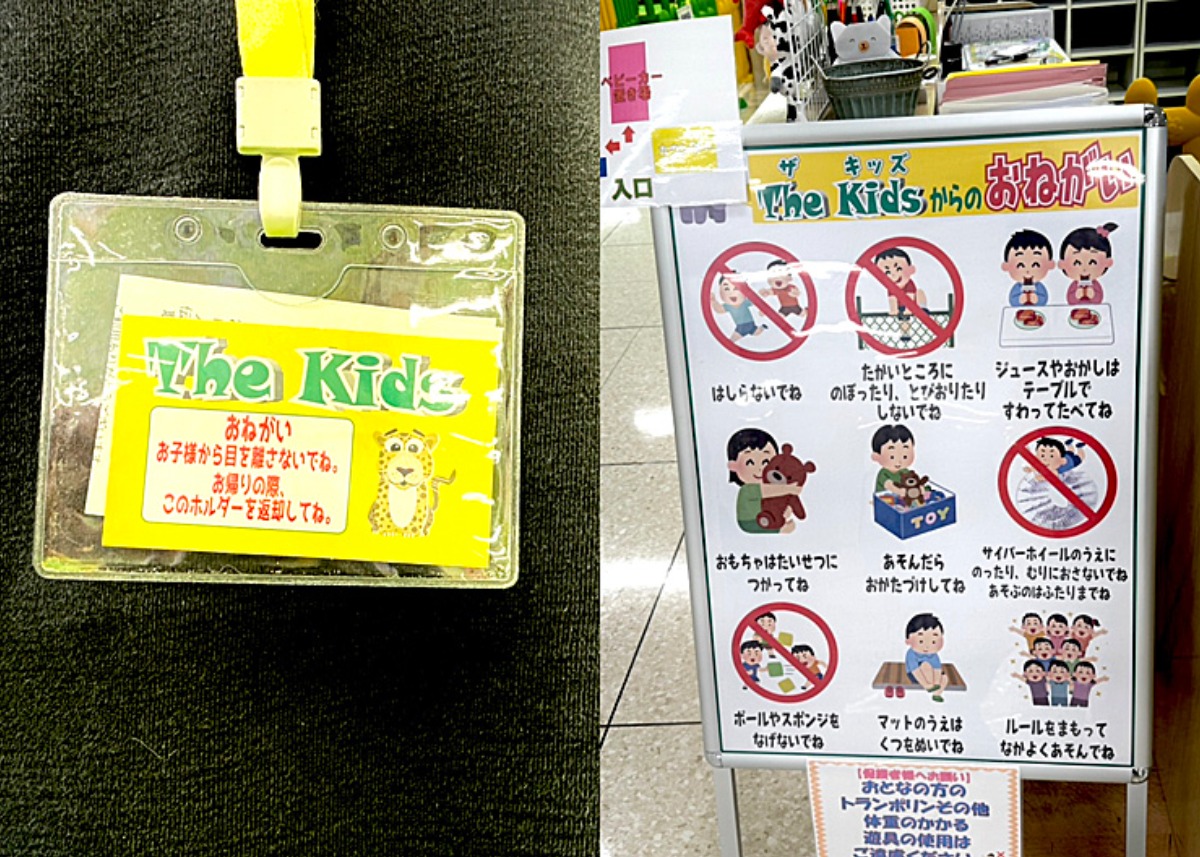 The Kids
おねがい
お子様から目を離さないでね。
お帰りの際、
このホルダーを返却してね。
ベビーカー
置き場
入口
ザ キッズ
The Kidsからのおねがい
はしらないでね
たかいところに
のぼったり、とびおりたり
しないでね
ジュースやおかしは
テーブルで
すわってたべてね
おもちゃはたいせつに
つかってね
TOY
あそんだら
おかたづけしてね
サイバーホイールのうえに
のったり、むりにおさないでね
あそぶのはふたりまでね
ボールやスポンジを
なげないでね
マットのうえは
くつをぬいでね
ルールをまもって
なかよくあそんでね
【保護者様へお願い】
おとなの方の
トランポリンその他
体重のかかる
遊具の使用は
ご遠慮ください